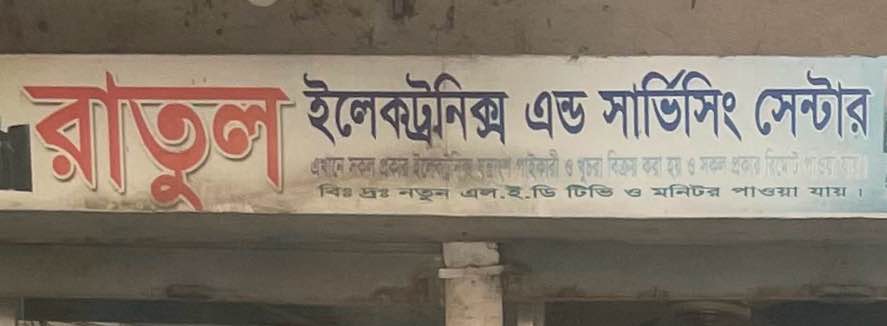 রাতুল ইলেকট্রনিক্স এন্ড সার্ভিসিং সেন্টার
এখানে সকল প্রকার ইলেকট্রনিক্স যন্ত্রাংশ পাইকারী ও খুচরা বিক্রয় করা হয় ও সকল প্রকার রিমোট পাওয়া যায়।
বিঃ দ্রঃ নতুন এল.ই.ডি টিভি ও মনিটর পাওয়া যায়।